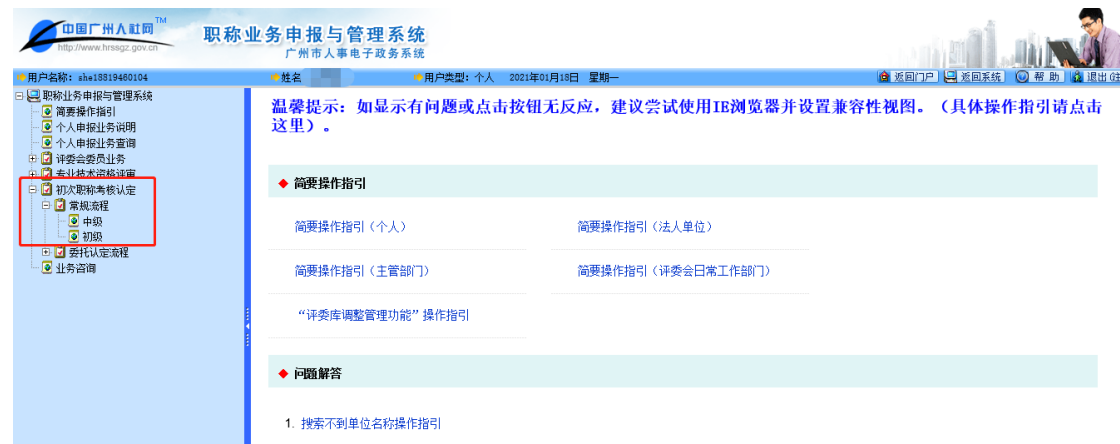 中国广州人社网™
http://www.hrssgz.gov.cn
职称业务申报与管理系统
广州市人事电子政务系统
用户名称: she18819460104 姓名 用户类型: 个人 2021年01月18日 星期一 返回门户 返回系统 帮 助 退出
职称业务申报与管理系统
简要操作指引
个人申报业务说明
个人申报业务查询
评委会委员业务
专业技术资格评审
初次职称考核认定
常规流程
中级
初级
委托认定流程
业务咨询
温馨提示: 如显示有问题或点击按钮无反应, 建议尝试使用IE浏览器并设置兼容性视图。(具体操作指引请点击
这里)。
简要操作指引
简要操作指引(个人) 简要操作指引(法人单位)
简要操作指引(主管部门) 简要操作指引(评委会日常工作部门)
“评委库调整管理功能”操作指引
问题解答
1. 搜索不到单位名称操作指引